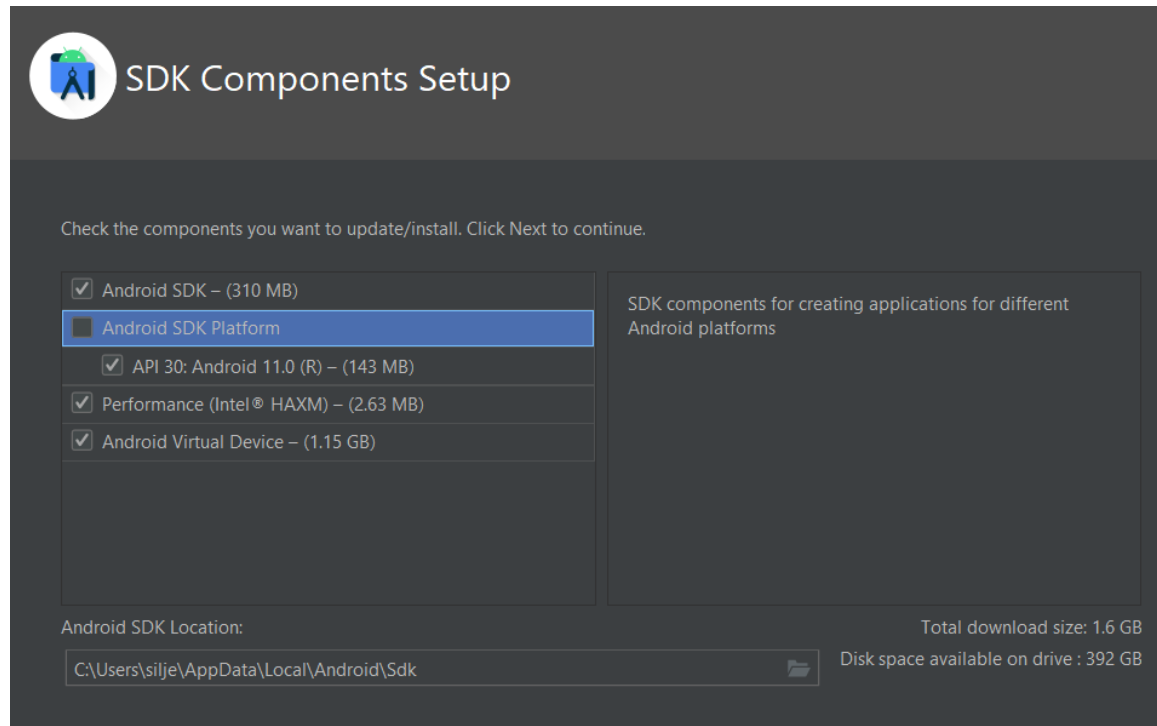 SDK Components Setup
Check the components you want to update/install. Click Next to continue.
Android SDK – (310 MB)
Android SDK Platform
API 30: Android 11.0 (R) – (143 MB)
Performance (Intel® HAXM) – (2.63 MB)
Android Virtual Device – (1.15 GB)
SDK components for creating applications for different
Android platforms
Android SDK Location:
C:\Users\silje\AppData\Local\Android\Sdk
Total download size: 1.6 GB
Disk space available on drive : 392 GB